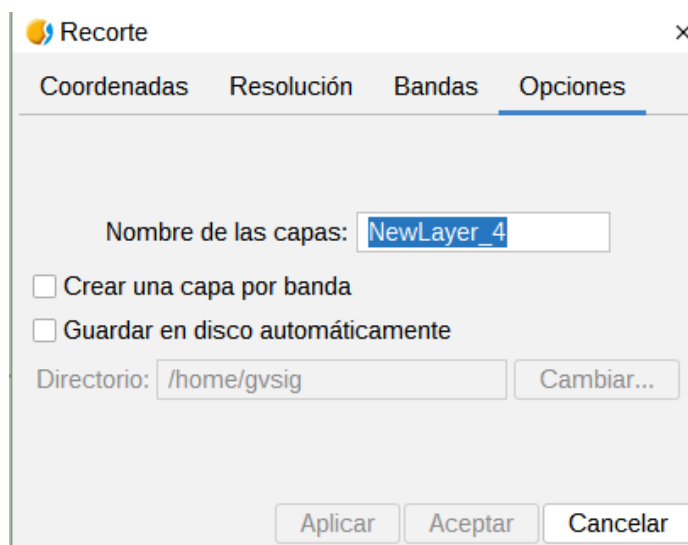 Recorte
Coordenadas Resolución Bandas Opciones
Nombre de las capas: NewLayer_4
Crear una capa por banda
Guardar en disco automáticamente
Directorio: /home/gvsig Cambiar...
Aplicar Aceptar Cancelar